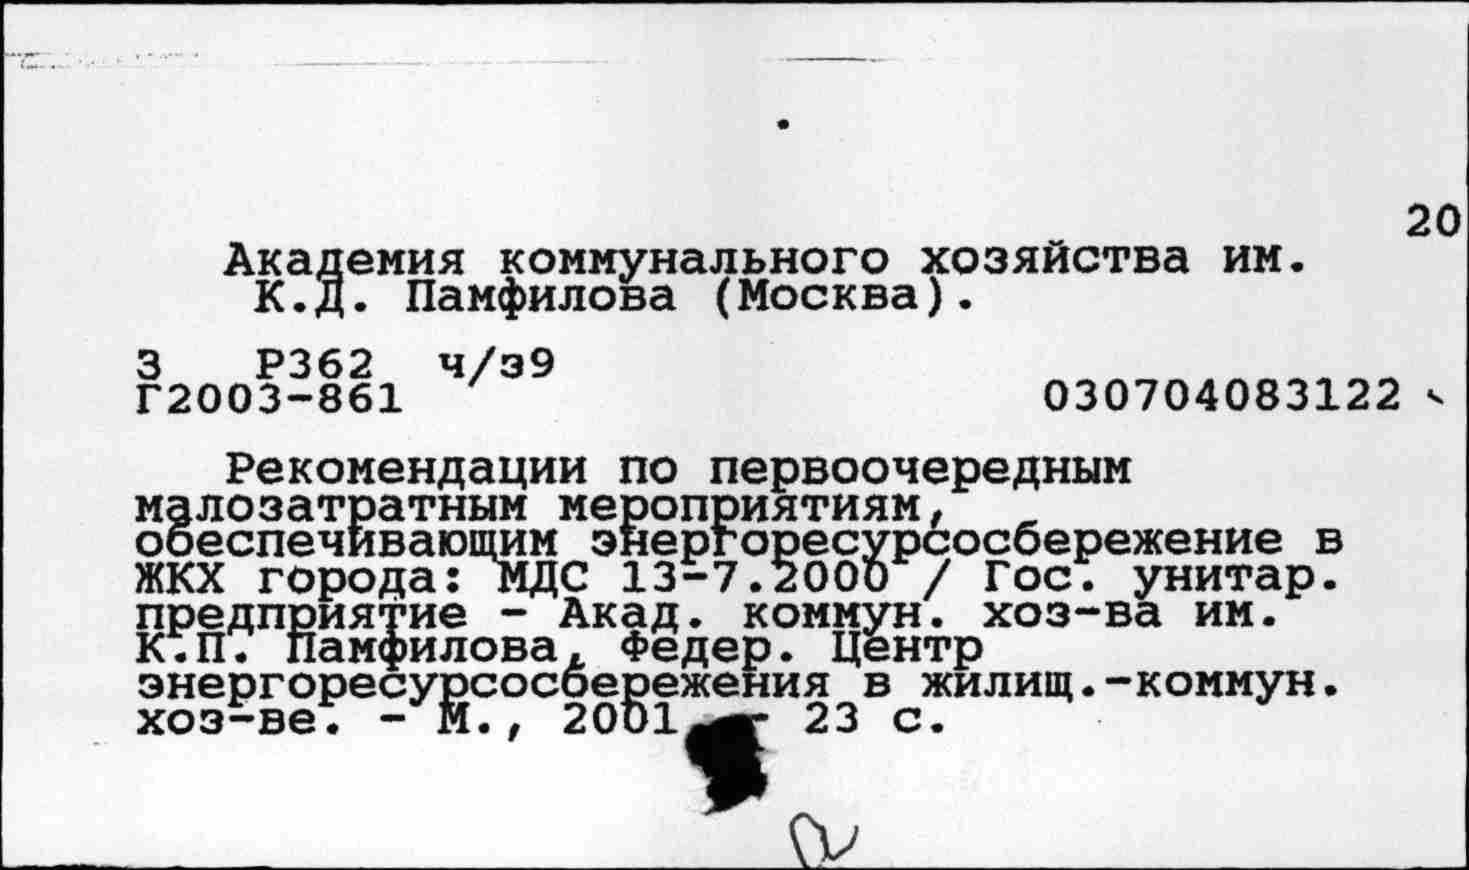 20
Академия коммунального хозяйства им.
К.Д. Памфилова (Москва).
З Р362 ч/з9
Г2003-861 030704083122
Рекомендации по первоочередным
малозатратным мероприятиям,
обеспечивающим энергоресурсосбережение в
ЖКХ города: МДС 13-7.2000 / Гос. унитар.
предприятие - Акад. коммун. хоз-ва им.
К.П. Памфилова, Федер. Центр
энергоресурсосбережения в жилищ.-коммун.
хоз-ве. - М., 2001 - 23 с.